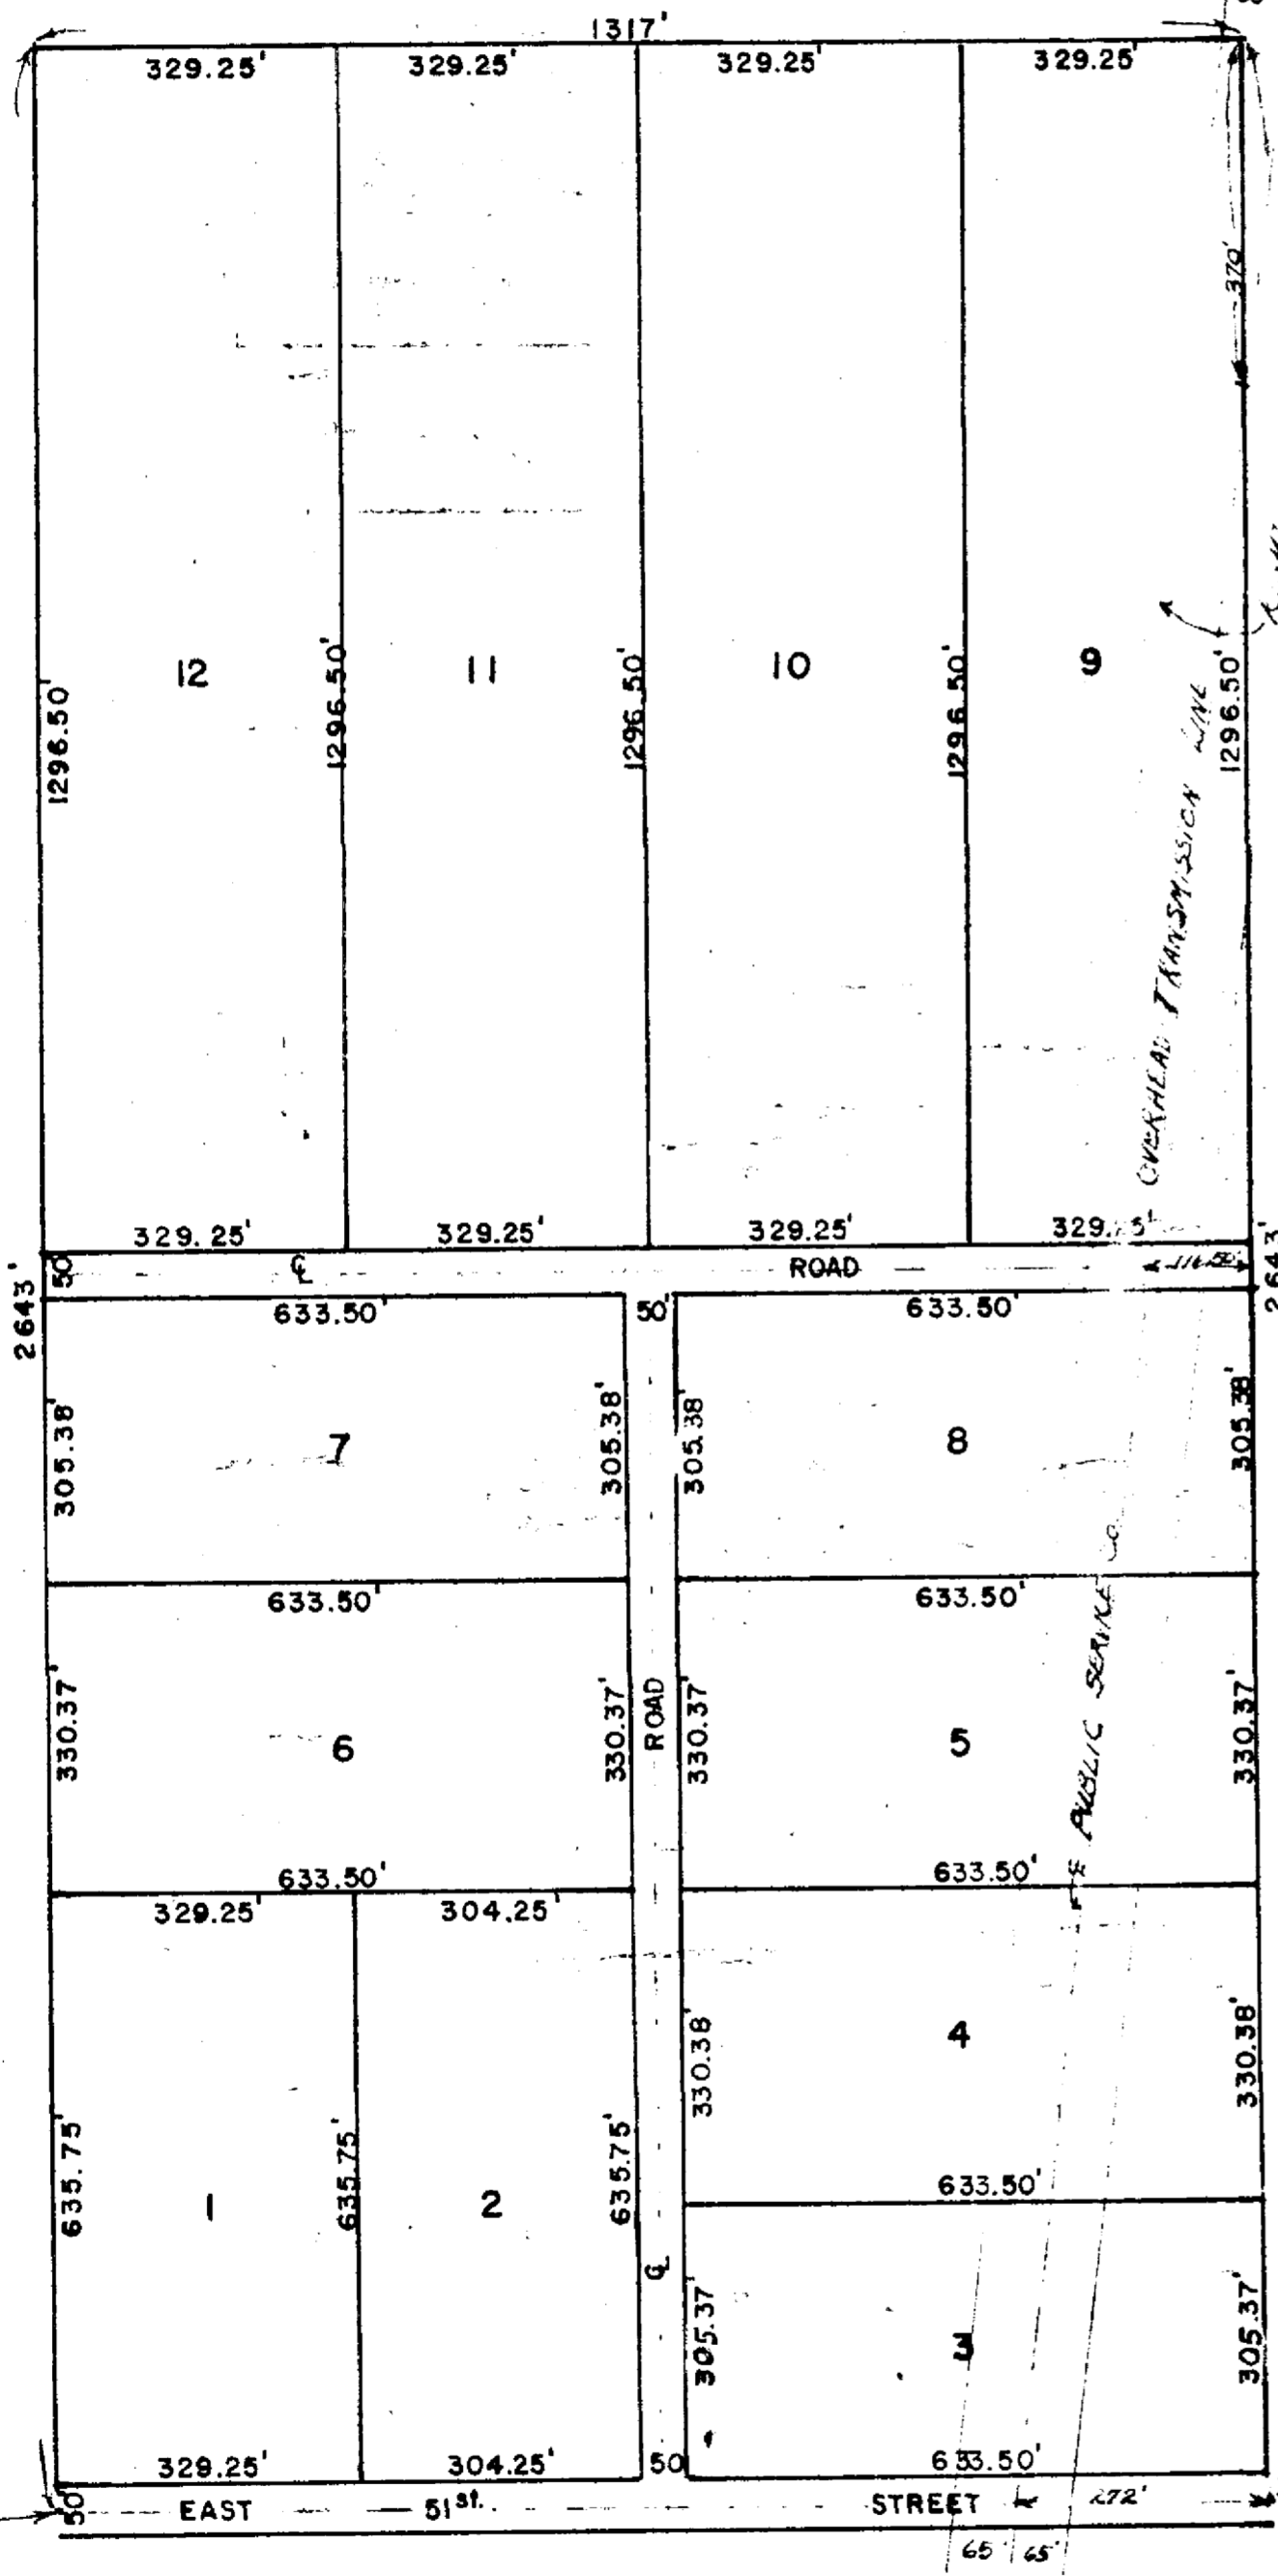 1317'
329.25' 329.25' 329.25' 329.25'
370'
12 11 10 9
1296.50' 1296.50' 1296.50' 1296.50' 1296.50'
OVERHEAD TRANSMISSION LINE
329.25' 329.25' 329.25'
50' ℄ ROAD 116.50'
2643' 2643'
633.50' 50' 633.50'
305.38' 7 305.38' 305.38' 8 305.38'
633.50' 633.50'
330.37' 6 330.37' ROAD 330.37' 5 330.37'
PUBLIC SERVICE CO.
633.50' 633.50'
329.25' 304.25'
330.38' 4 330.38'
635.75' 1 635.75' 2 635.75' 633.50'
℄
305.37' 3 305.37'
329.25' 304.25' 50 633.50'
50' EAST 51st. STREET 272'
65' 65'